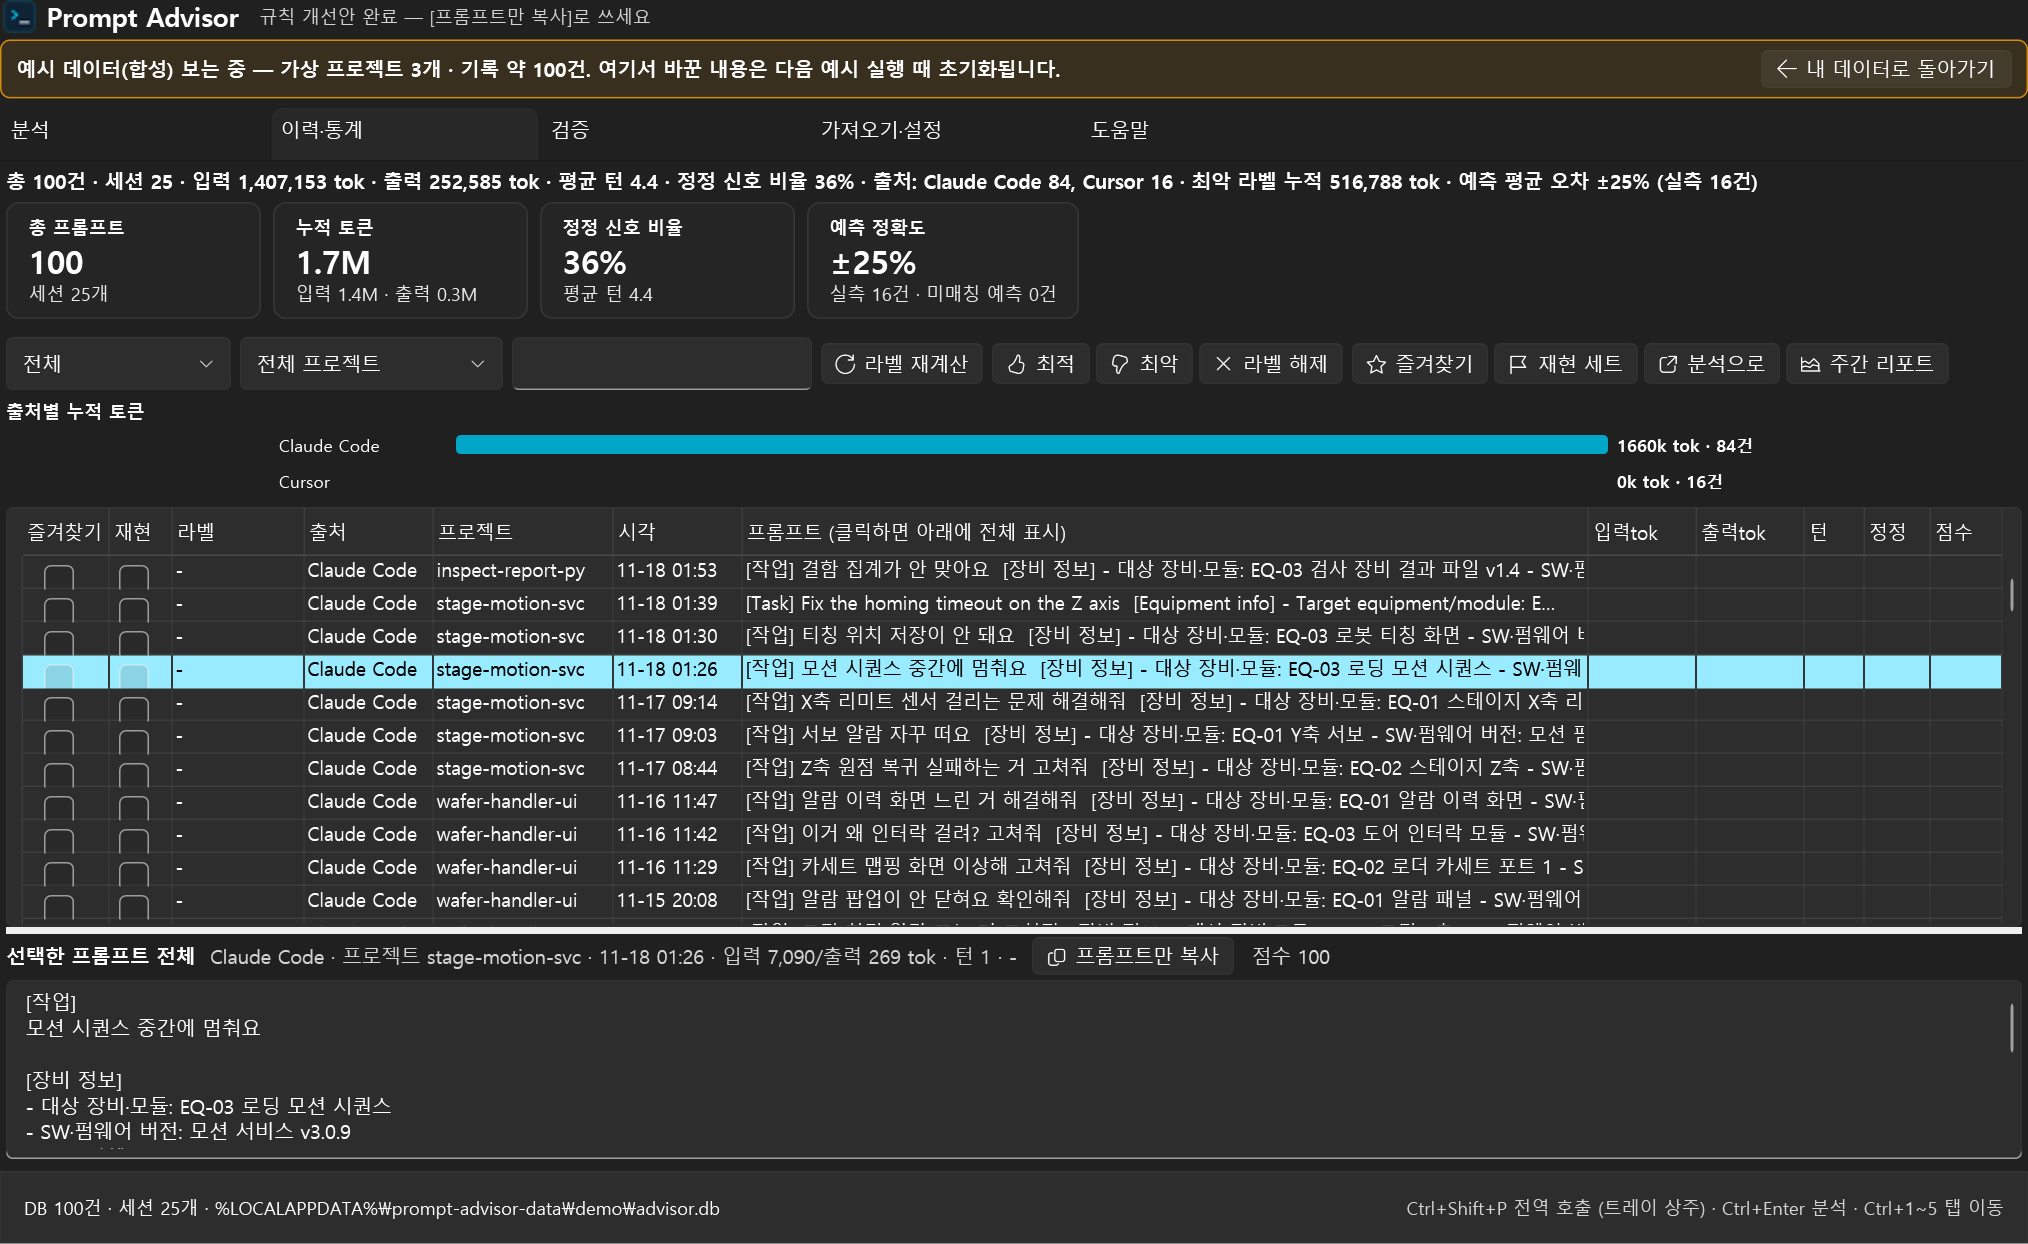 Prompt Advisor 규칙 개선안 완료 — [프롬프트만 복사]로 쓰세요
예시 데이터(합성) 보는 중 — 가상 프로젝트 3개 · 기록 약 100건. 여기서 바꾼 내용은 다음 예시 실행 때 초기화됩니다. ← 내 데이터로 돌아가기
분석 이력·통계 검증 가져오기·설정 도움말
총 100건 · 세션 25 · 입력 1,407,153 tok · 출력 252,585 tok · 평균 턴 4.4 · 정정 신호 비율 36% · 출처: Claude Code 84, Cursor 16 · 최악 라벨 누적 516,788 tok · 예측 평균 오차 ±25% (실측 16건)
총 프롬프트 누적 토큰 정정 신호 비율 예측 정확도
100 1.7M 36% ±25%
세션 25개 입력 1.4M · 출력 0.3M 평균 턴 4.4 실측 16건 · 미매칭 예측 0건
전체 전체 프로젝트 라벨 재계산 최적 최악 라벨 해제 즐겨찾기 재현 세트 분석으로 주간 리포트
출처별 누적 토큰
Claude Code 1660k tok · 84건
Cursor 0k tok · 16건
즐겨찾기 재현 라벨 출처 프로젝트 시각 프롬프트 (클릭하면 아래에 전체 표시) 입력tok 출력tok 턴 정정 점수
- Claude Code inspect-report-py 11-18 01:53 [작업] 결함 집계가 안 맞아요 [장비 정보] - 대상 장비·모듈: EQ-03 검사 장비 결과 파일 v1.4 - SW·펌
- Claude Code stage-motion-svc 11-18 01:39 [Task] Fix the homing timeout on the Z axis [Equipment info] - Target equipment/module: E...
- Claude Code stage-motion-svc 11-18 01:30 [작업] 티칭 위치 저장이 안 돼요 [장비 정보] - 대상 장비·모듈: EQ-03 로봇 티칭 화면 - SW·펌웨어
- Claude Code stage-motion-svc 11-18 01:26 [작업] 모션 시퀀스 중간에 멈춰요 [장비 정보] - 대상 장비·모듈: EQ-03 로딩 모션 시퀀스 - SW·펌웨
- Claude Code stage-motion-svc 11-17 09:14 [작업] X축 리미트 센서 걸리는 문제 해결해줘 [장비 정보] - 대상 장비·모듈: EQ-01 스테이지 X축 리
- Claude Code stage-motion-svc 11-17 09:03 [작업] 서보 알람 자꾸 떠요 [장비 정보] - 대상 장비·모듈: EQ-01 Y축 서보 - SW·펌웨어 버전: 모션 펌
- Claude Code stage-motion-svc 11-17 08:44 [작업] Z축 원점 복귀 실패하는 거 고쳐줘 [장비 정보] - 대상 장비·모듈: EQ-02 스테이지 Z축 - SW·펌
- Claude Code wafer-handler-ui 11-16 11:47 [작업] 알람 이력 화면 느린 거 해결해줘 [장비 정보] - 대상 장비·모듈: EQ-01 알람 이력 화면 - SW·펌
- Claude Code wafer-handler-ui 11-16 11:42 [작업] 이거 왜 인터락 걸려? 고쳐줘 [장비 정보] - 대상 장비·모듈: EQ-03 도어 인터락 모듈 - SW·펌웨
- Claude Code wafer-handler-ui 11-16 11:29 [작업] 카세트 맵핑 화면 이상해 고쳐줘 [장비 정보] - 대상 장비·모듈: EQ-02 로더 카세트 포트 1 - S
- Claude Code wafer-handler-ui 11-15 20:08 [작업] 알람 팝업이 안 닫혀요 확인해줘 [장비 정보] - 대상 장비·모듈: EQ-01 알람 패널 - SW·펌웨어
선택한 프롬프트 전체 Claude Code · 프로젝트 stage-motion-svc · 11-18 01:26 · 입력 7,090/출력 269 tok · 턴 1 · - 프롬프트만 복사 점수 100
[작업]
모션 시퀀스 중간에 멈춰요
[장비 정보]
- 대상 장비·모듈: EQ-03 로딩 모션 시퀀스
- SW·펌웨어 버전: 모션 서비스 v3.0.9
DB 100건 · 세션 25개 · %LOCALAPPDATA%₩prompt-advisor-data₩demo₩advisor.db Ctrl+Shift+P 전역 호출 (트레이 상주) · Ctrl+Enter 분석 · Ctrl+1~5 탭 이동